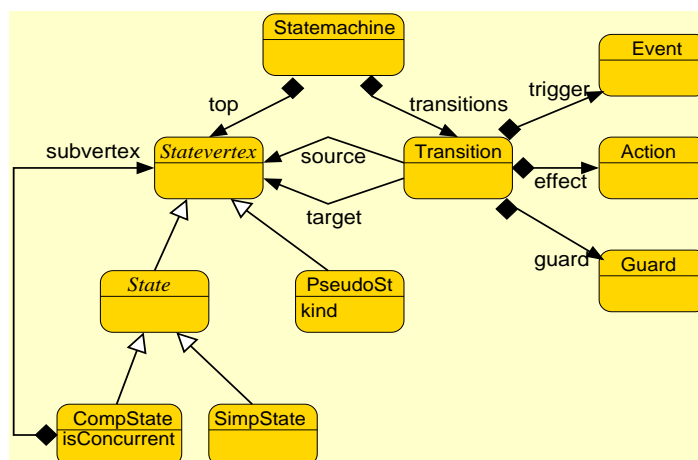 Statemachine
Event
trigger
top
transitions
subvertex
Statevertex
source
Transition
Action
effect
target
guard
State
PseudoSt
kind
Guard
CompState
isConcurrent
SimpState